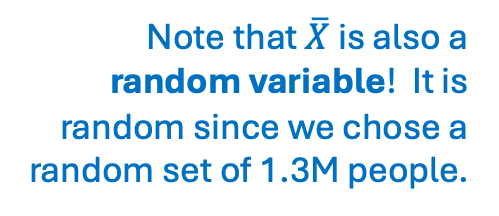 Note that X̄ is also a
random variable! It is
random since we chose a
random set of 1.3M people.